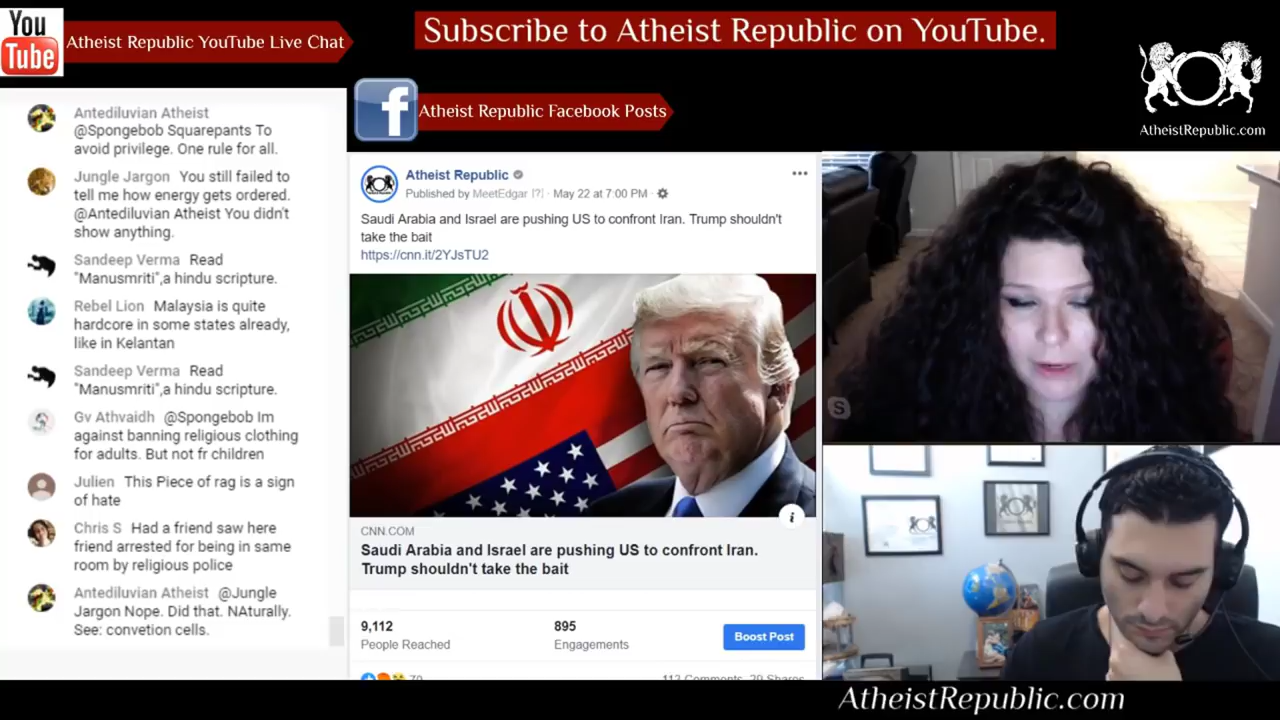 You
Tube
Atheist Republic YouTube Live Chat
Subscribe to Atheist Republic on YouTube.
AtheistRepublic.com
f
Atheist Republic Facebook Posts
Antediluvian Atheist
@Spongebob Squarepants To
avoid privilege. One rule for all.
Jungle Jargon You still failed to
tell me how energy gets ordered.
@Antediluvian Atheist You didn't
show anything.
Sandeep Verma Read
"Manusmriti",a hindu scripture.
Rebel Lion Malaysia is quite
hardcore in some states already,
like in Kelantan
Sandeep Verma Read
"Manusmriti",a hindu scripture.
Gv Athvaidh @Spongebob Im
against banning religious clothing
for adults. But not fr children
Julien This Piece of rag is a sign
of hate
Chris S Had a friend saw here
friend arrested for being in same
room by religious police
Antediluvian Atheist @Jungle
Jargon Nope. Did that. NAturally.
See: convetion cells.
Atheist Republic
Published by MeetEdgar [?] · May 22 at 7:00 PM ·
Saudi Arabia and Israel are pushing US to confront Iran. Trump shouldn't
take the bait
https://cnn.it/2YJsTU2
i
CNN.COM
Saudi Arabia and Israel are pushing US to confront Iran.
Trump shouldn't take the bait
9,112
People Reached
895
Engagements
Boost Post
70
112 Comments 29 Shares
S
AtheistRepublic.com